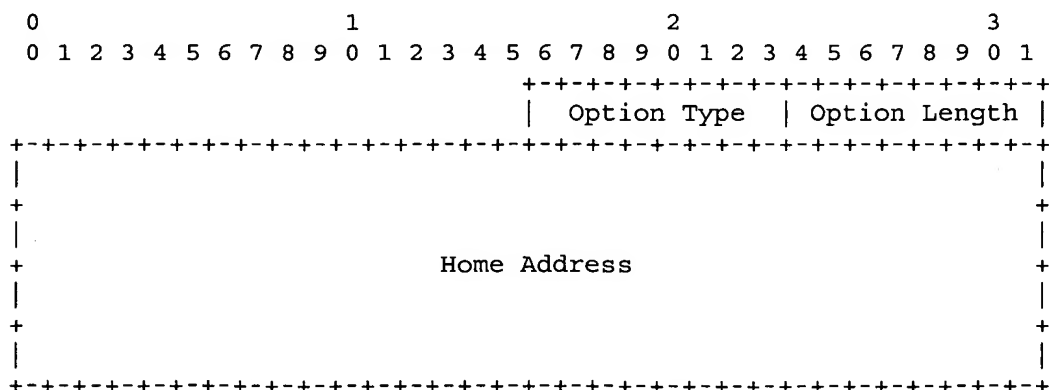 0                   1                   2                   3
0 1 2 3 4 5 6 7 8 9 0 1 2 3 4 5 6 7 8 9 0 1 2 3 4 5 6 7 8 9 0 1
+-+-+-+-+-+-+-+-+-+-+-+-+-+-+-+-+
| Option Type | Option Length |
+-+-+-+-+-+-+-+-+-+-+-+-+-+-+-+-+-+-+-+-+-+-+-+-+-+-+-+-+-+-+-+-+
|                                                               |
+                                                               +
|                                                               |
+                         Home Address                          +
|                                                               |
+                                                               +
|                                                               |
+-+-+-+-+-+-+-+-+-+-+-+-+-+-+-+-+-+-+-+-+-+-+-+-+-+-+-+-+-+-+-+-+